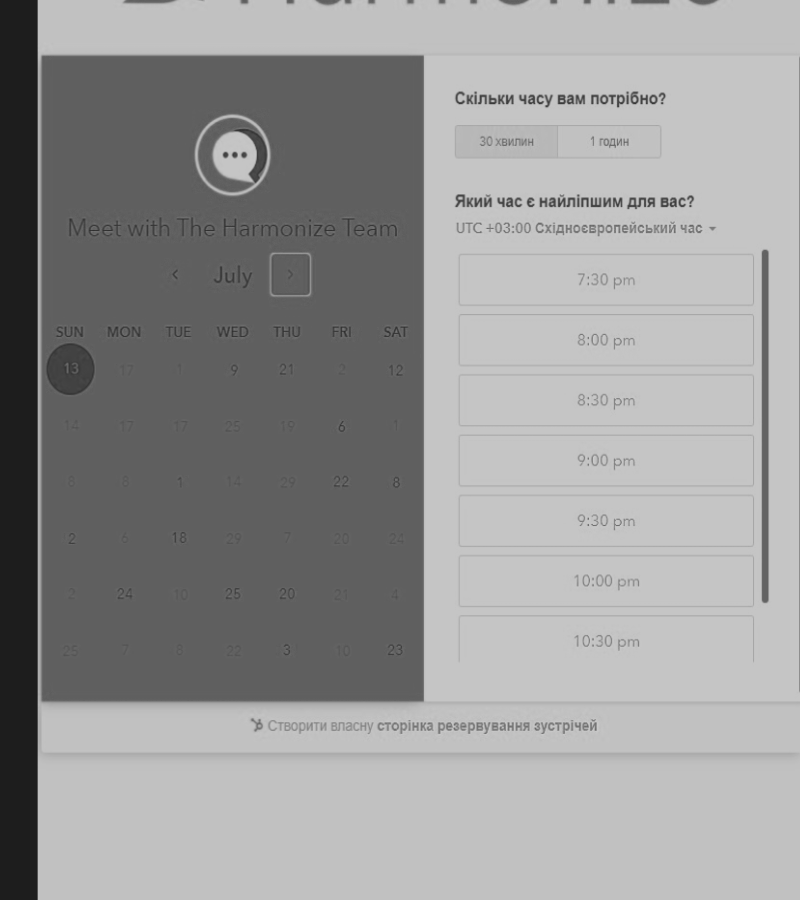 Harmonize
Meet with The Harmonize Team
July
SUN MON TUE WED THU FRI SAT
13 17 1 9 21 2 12
14 17 17 25 19 6 1
8 8 1 14 29 22 8
2 6 18 29 7 20 24
2 24 10 25 20 21 4
25 7 8 22 3 10 23
Скільки часу вам потрібно?
30 хвилин 1 годин
Який час є найліпшим для вас?
UTC +03:00 Східноєвропейський час
7:30 pm
8:00 pm
8:30 pm
9:00 pm
9:30 pm
10:00 pm
10:30 pm
Створити власну сторінка резервування зустрічей